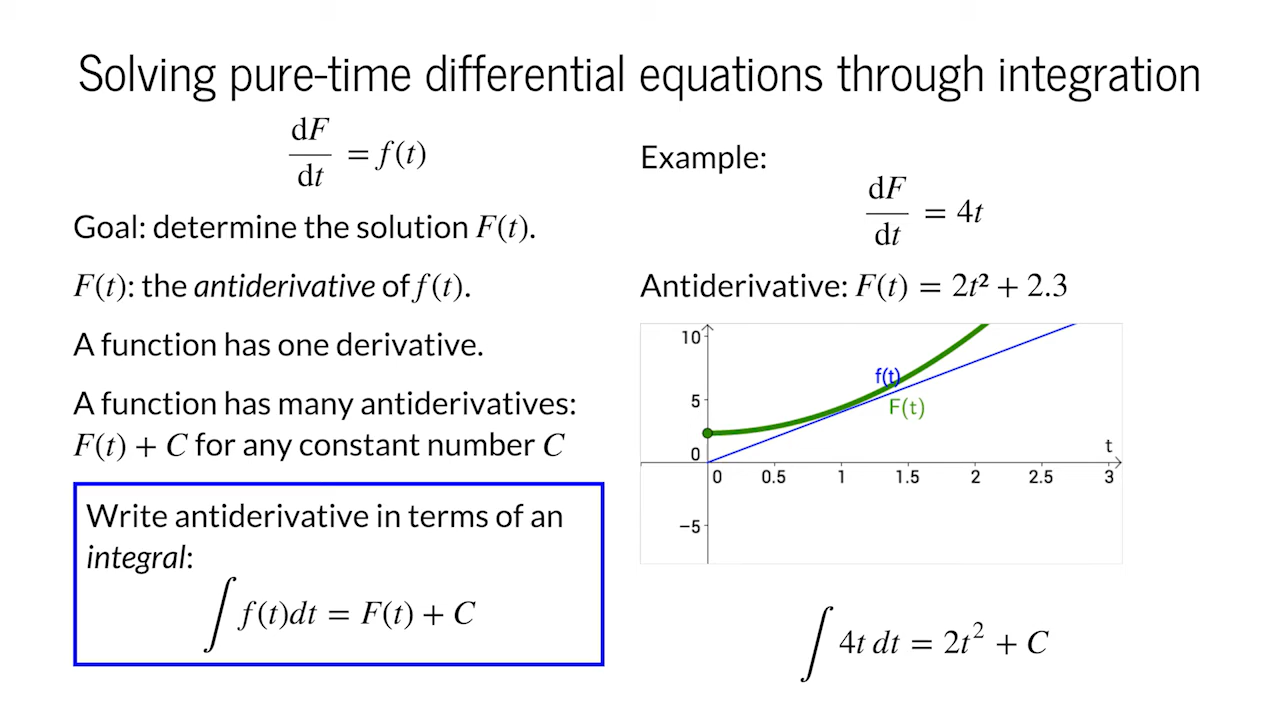 Solving pure-time differential equations through integration
dF/dt = f(t)
Goal: determine the solution F(t).
F(t): the antiderivative of f(t).
A function has one derivative.
A function has many antiderivatives:
F(t) + C for any constant number C
Write antiderivative in terms of an
integral:
∫ f(t)dt = F(t) + C
Example:
dF/dt = 4t
Antiderivative: F(t) = 2t² + 2.3
10
5
0
−5
f(t)
F(t)
t
0 0.5 1 1.5 2 2.5 3
∫ 4t dt = 2t² + C